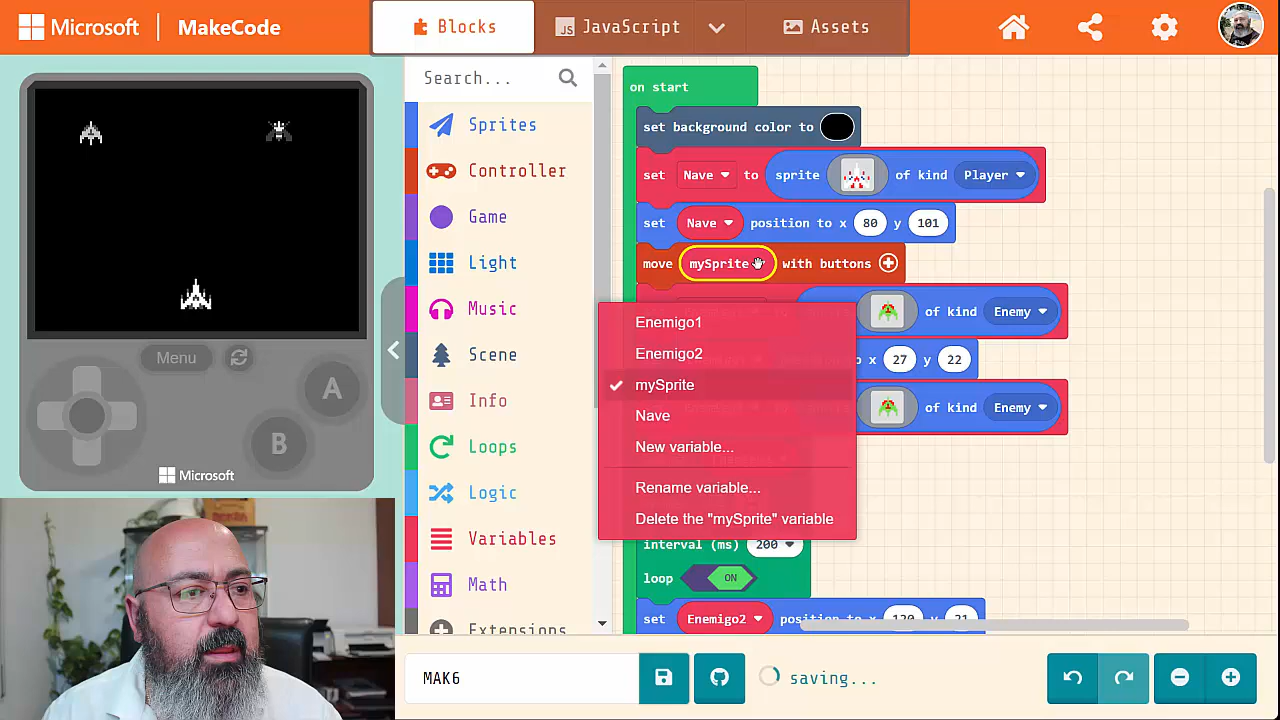 Microsoft
MakeCode
Blocks
JS JavaScript
Assets
Menu
A
B
Microsoft
Search...
Sprites
Controller
Game
Light
Music
Scene
Info
Loops
Logic
Variables
Math
Extensions
on start
set background color to
set Nave to sprite of kind Player
set Nave position to x 80 y 101
move mySprite with buttons
of kind Enemy
x 27 y 22
of kind Enemy
Enemigo1
Enemigo2
mySprite
Nave
New variable...
Rename variable...
Delete the "mySprite" variable
interval (ms) 200
loop ON
set Enemigo2 position to x 120 y 21
MAK6
saving...